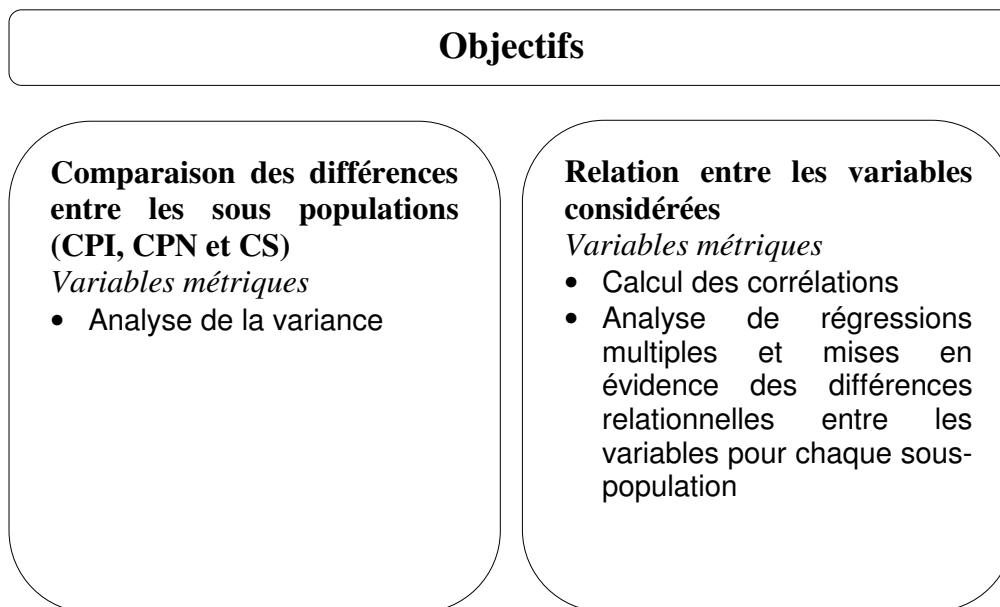 Objectifs
Comparaison des différences
entre les sous populations
(CPI, CPN et CS)
Variables métriques
• Analyse de la variance
Relation entre les variables
considérées
Variables métriques
• Calcul des corrélations
• Analyse de régressions
multiples et mises en
évidence des différences
relationnelles entre les
variables pour chaque sous-
population